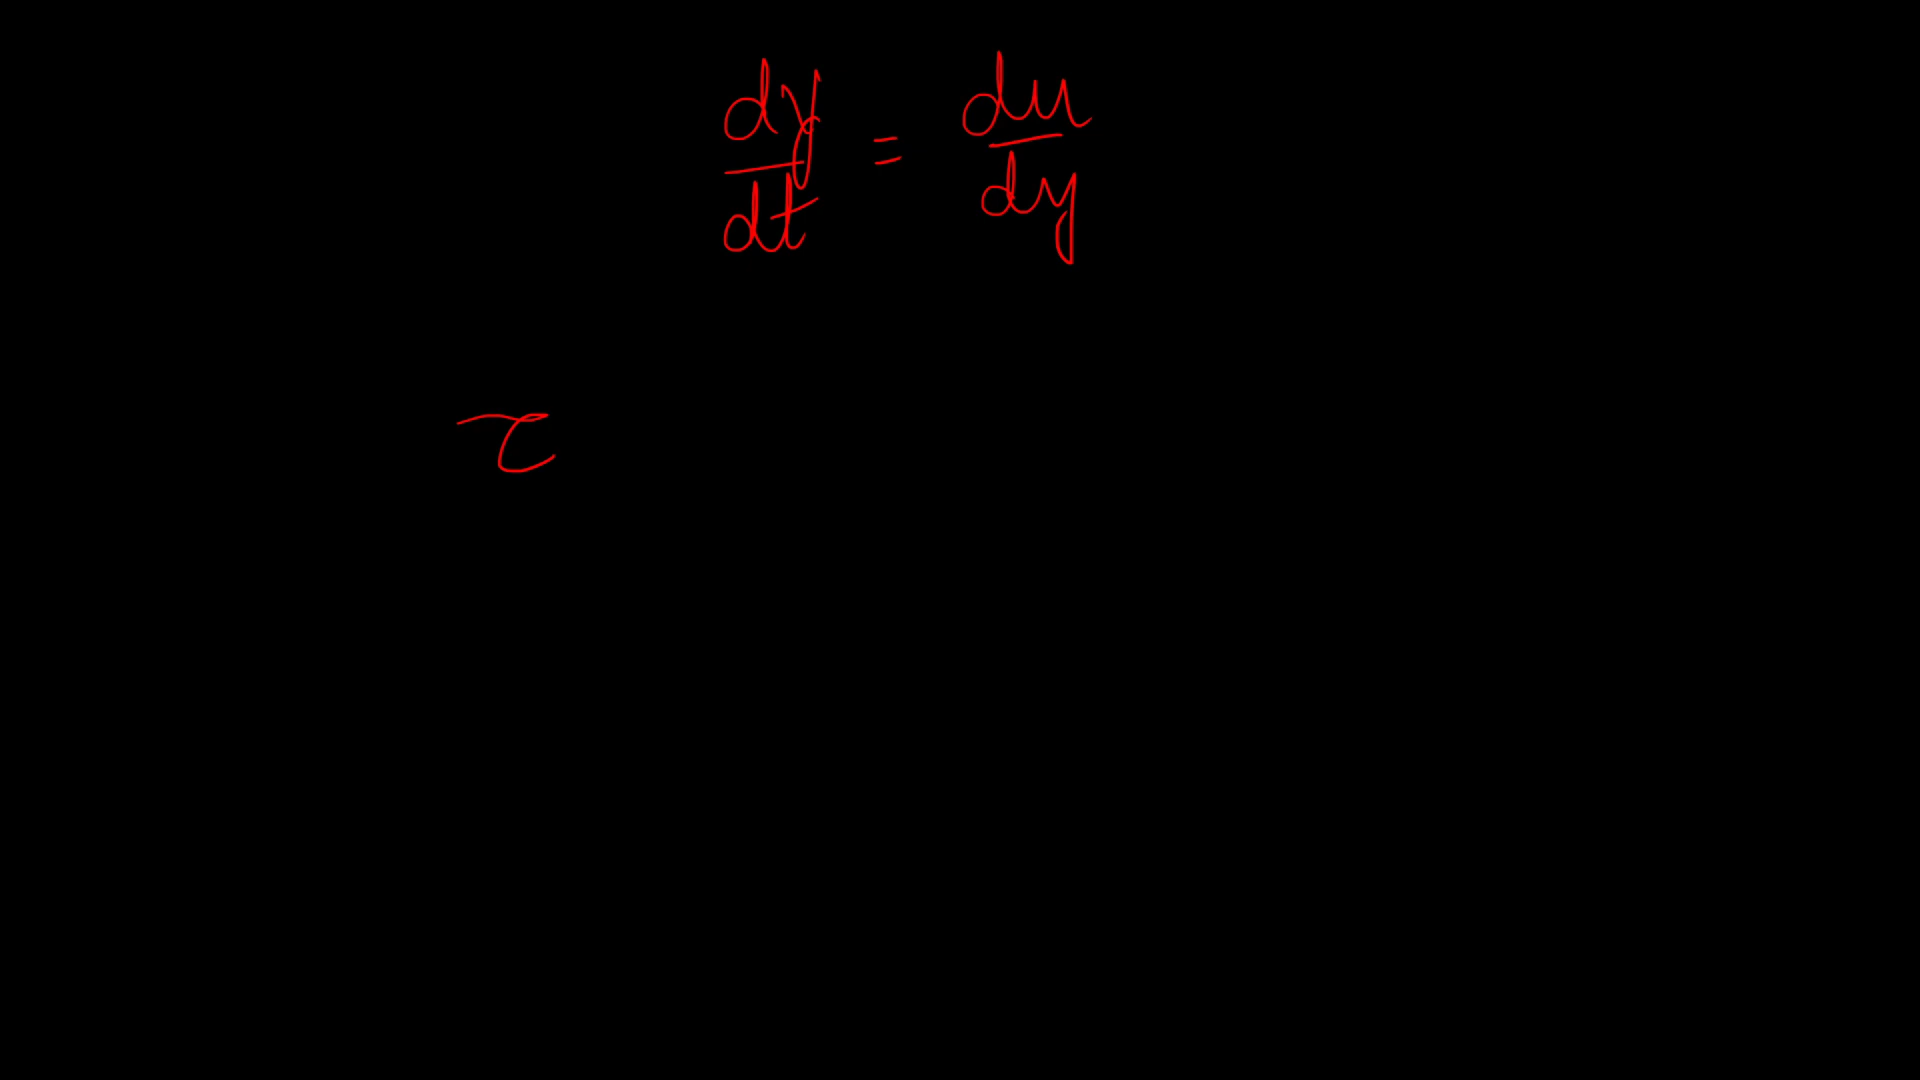 dy/dt = du/dy
τ